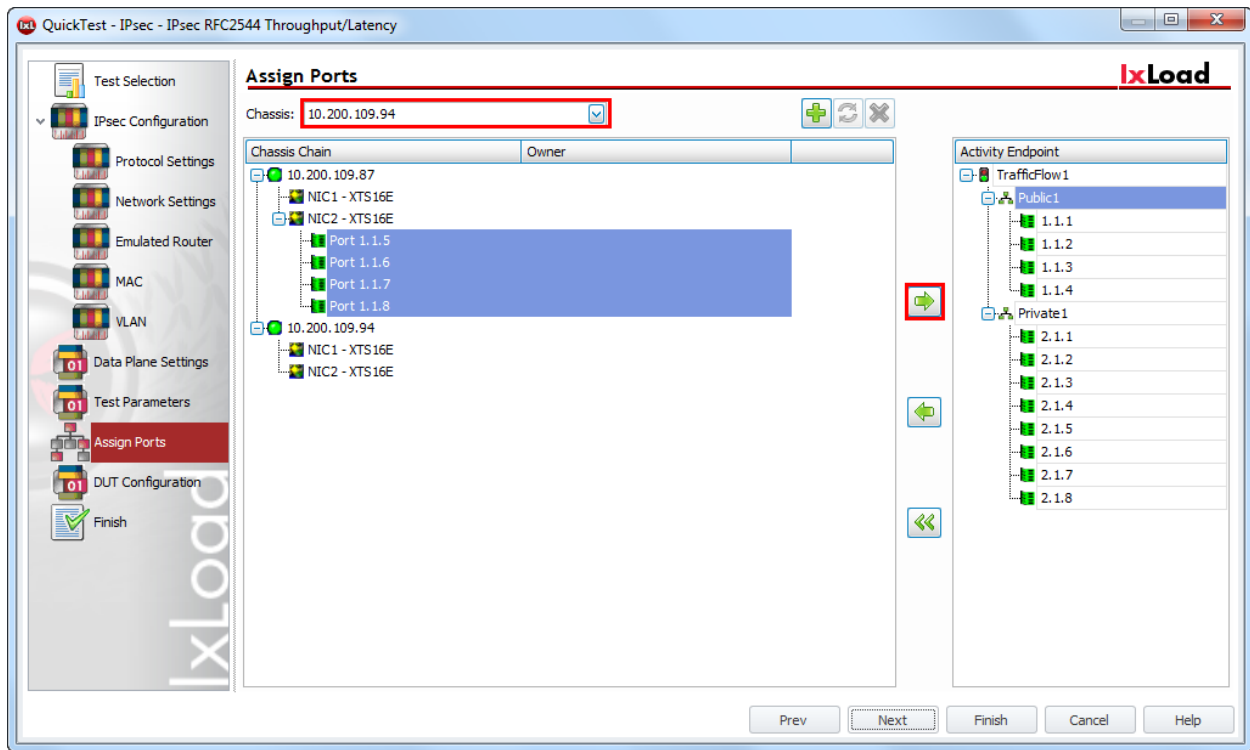 QuickTest - IPsec - IPsec RFC2544 Throughput/Latency
Test Selection
IPsec Configuration
Protocol Settings
Network Settings
Emulated Router
MAC
VLAN
Data Plane Settings
Test Parameters
Assign Ports
DUT Configuration
Finish
IxLoad
Assign Ports
IxLoad
Chassis: 10.200.109.94
Chassis Chain Owner
10.200.109.87
NIC1 - XTS16E
NIC2 - XTS16E
Port 1.1.5
Port 1.1.6
Port 1.1.7
Port 1.1.8
10.200.109.94
NIC1 - XTS16E
NIC2 - XTS16E
Activity Endpoint
TrafficFlow1
Public1
1.1.1
1.1.2
1.1.3
1.1.4
Private1
2.1.1
2.1.2
2.1.3
2.1.4
2.1.5
2.1.6
2.1.7
2.1.8
Prev Next Finish Cancel Help